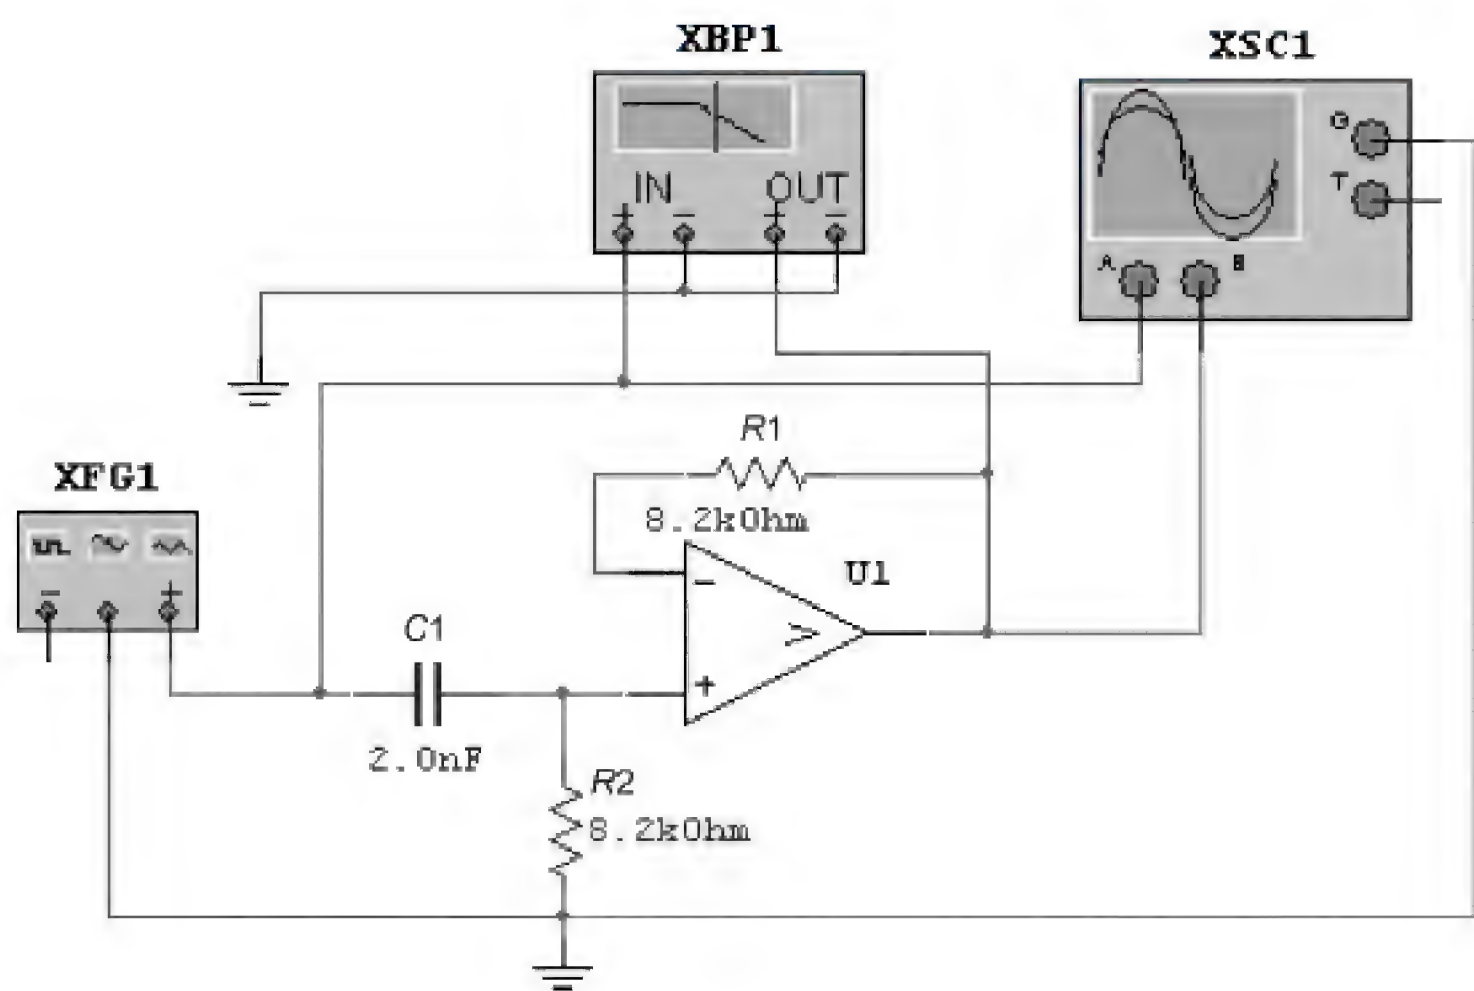 XBP1
XSC1
IN OUT
+ − + −
G
T
A B
R1
8.2kOhm
XFG1
− +
U1
−
>
+
C1
2.0nF
R2
8.2kOhm